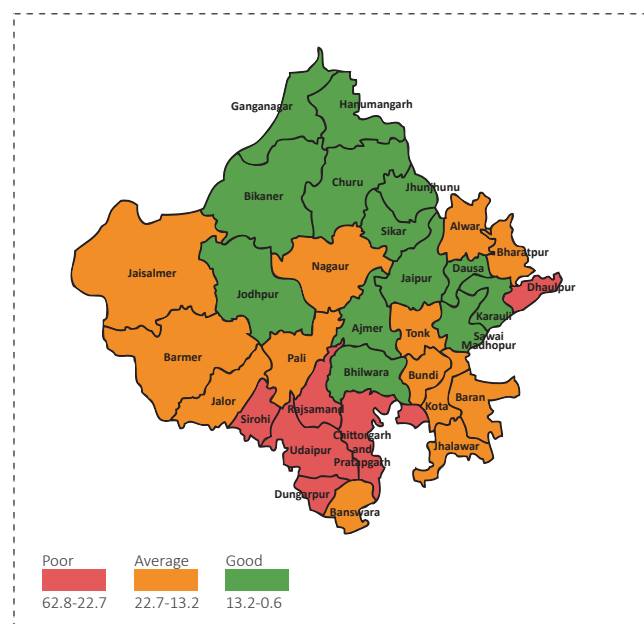 Ganganagar
Hanumangarh
Bikaner
Churu
Jhunjhunu
Sikar
Alwar
Bharatpur
Jaisalmer
Nagaur
Jaipur
Dausa
Jodhpur
Dhaulpur
Karauli
Ajmer
Tonk
Sawai
Madhopur
Barmer
Pali
Bhilwara
Bundi
Jalor
Rajsamand
Kota
Baran
Sirohi
Chittorgarh
and
Pratapgarh
Udaipur
Jhalawar
Dungarpur
Banswara
Poor
Average
Good
62.8-22.7
22.7-13.2
13.2-0.6